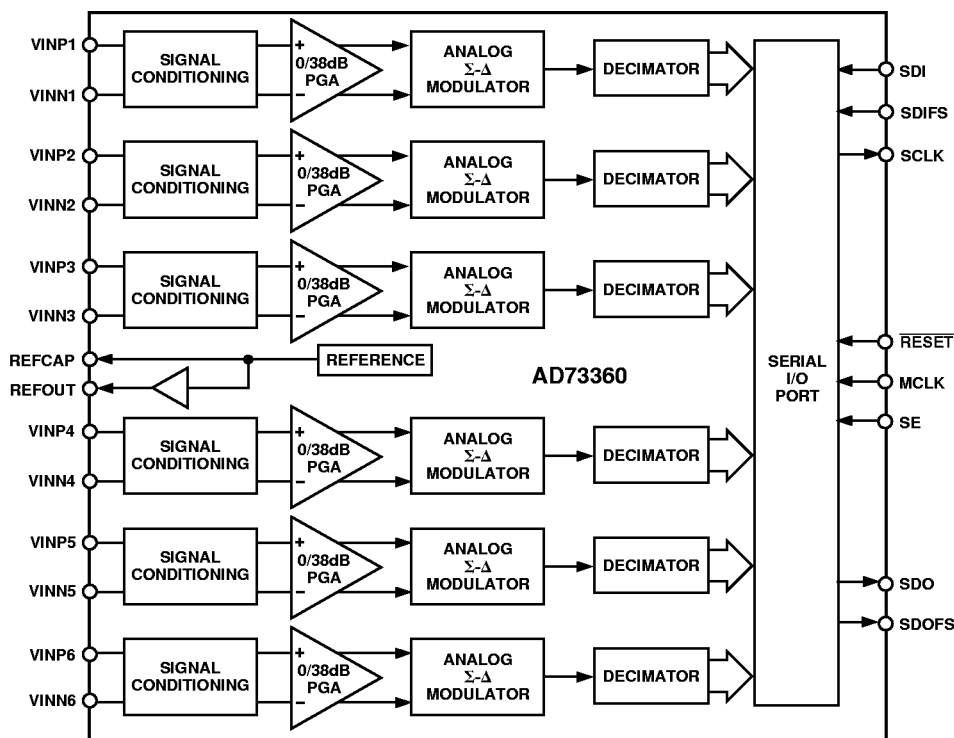 VINP1
VINN1
SIGNAL
CONDITIONING
+
0/38dB
PGA
−
ANALOG
Σ-Δ
MODULATOR
DECIMATOR
VINP2
VINN2
SIGNAL
CONDITIONING
+
0/38dB
PGA
−
ANALOG
Σ-Δ
MODULATOR
DECIMATOR
VINP3
VINN3
SIGNAL
CONDITIONING
+
0/38dB
PGA
−
ANALOG
Σ-Δ
MODULATOR
DECIMATOR
REFCAP
REFOUT
REFERENCE
AD73360
VINP4
VINN4
SIGNAL
CONDITIONING
+
0/38dB
PGA
−
ANALOG
Σ-Δ
MODULATOR
DECIMATOR
VINP5
VINN5
SIGNAL
CONDITIONING
+
0/38dB
PGA
−
ANALOG
Σ-Δ
MODULATOR
DECIMATOR
VINP6
VINN6
SIGNAL
CONDITIONING
+
0/38dB
PGA
−
ANALOG
Σ-Δ
MODULATOR
DECIMATOR
SERIAL
I/O
PORT
SDI
SDIFS
SCLK
RESET
MCLK
SE
SDO
SDOFS